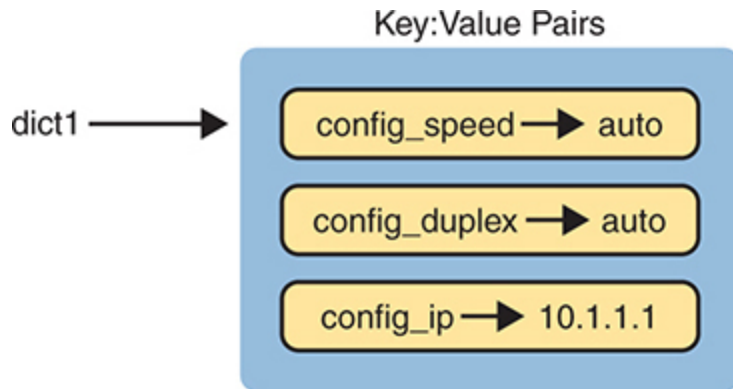 Key:Value Pairs
dict1
config_speed auto
config_duplex auto
config_ip 10.1.1.1